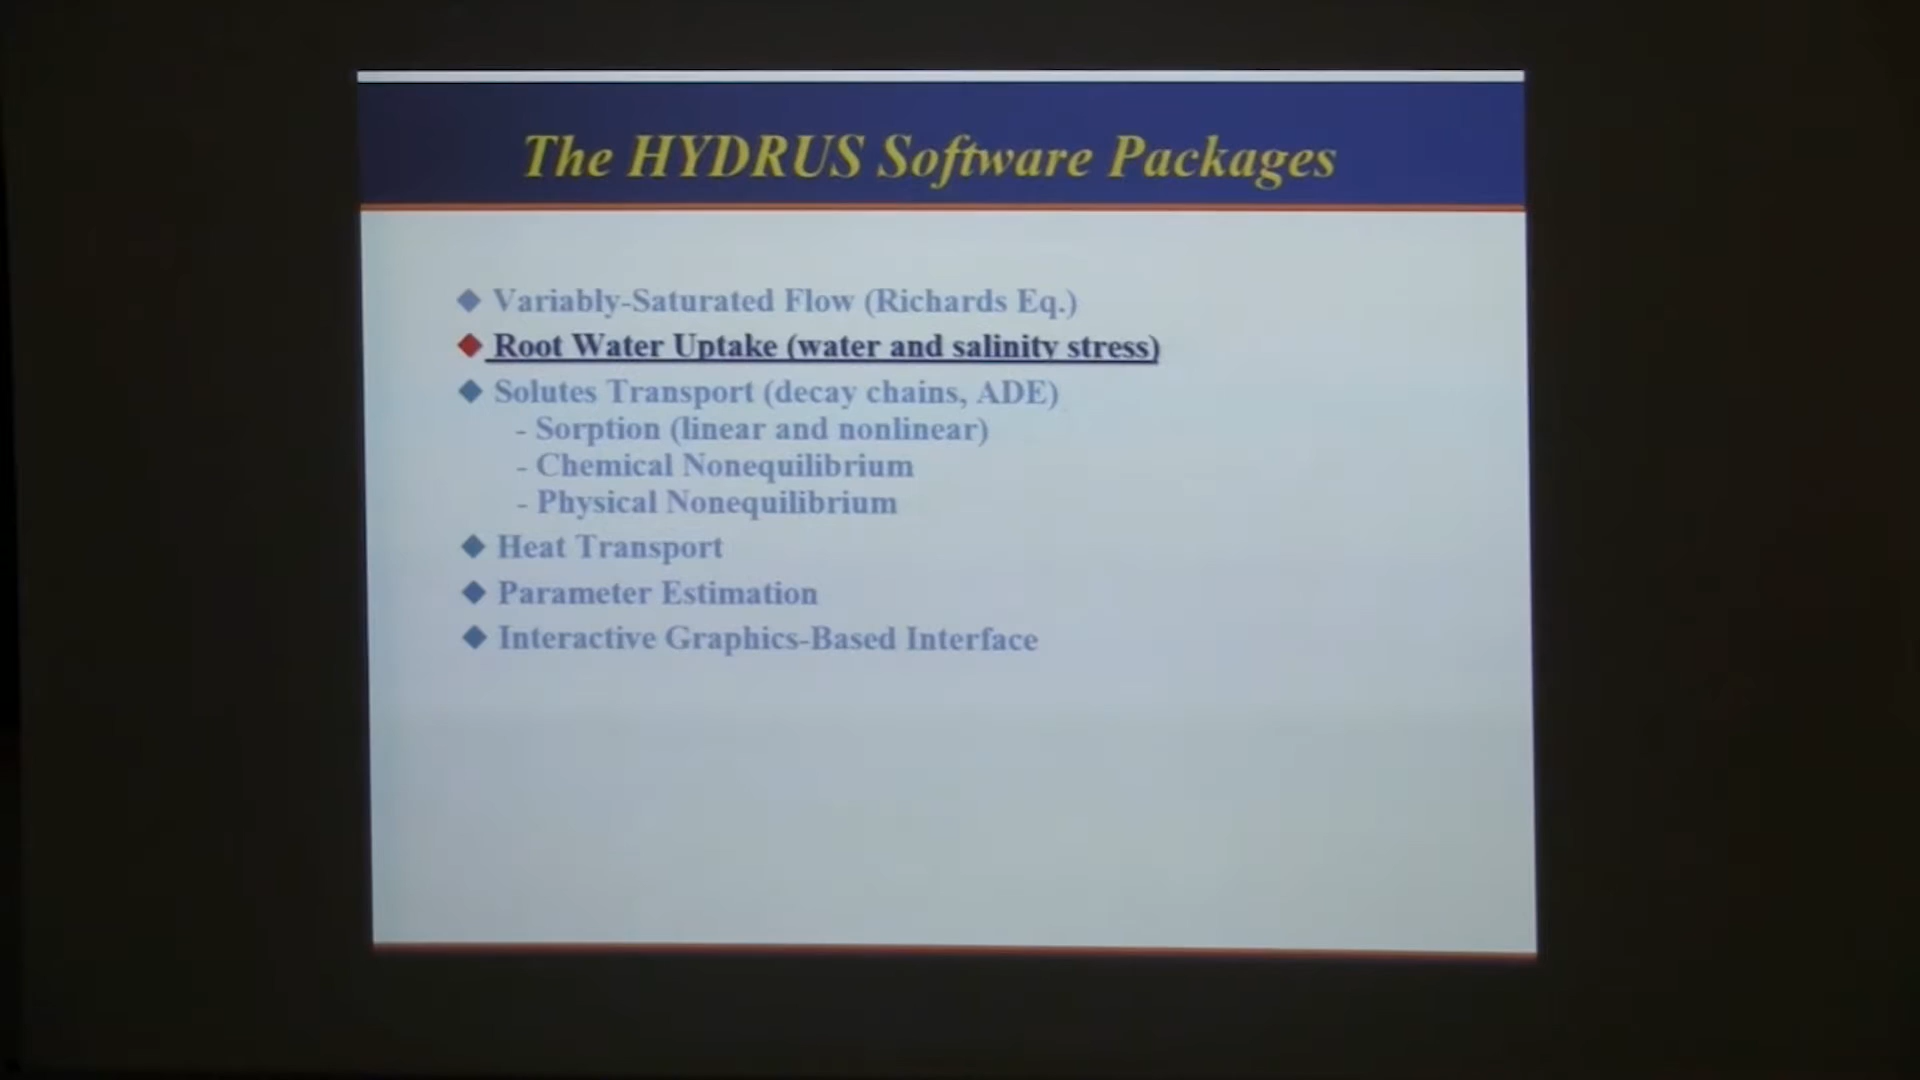 The HYDRUS Software Packages
Variably-Saturated Flow (Richards Eq.)
Root Water Uptake (water and salinity stress)
Solutes Transport (decay chains, ADE)
- Sorption (linear and nonlinear)
- Chemical Nonequilibrium
- Physical Nonequilibrium
Heat Transport
Parameter Estimation
Interactive Graphics-Based Interface